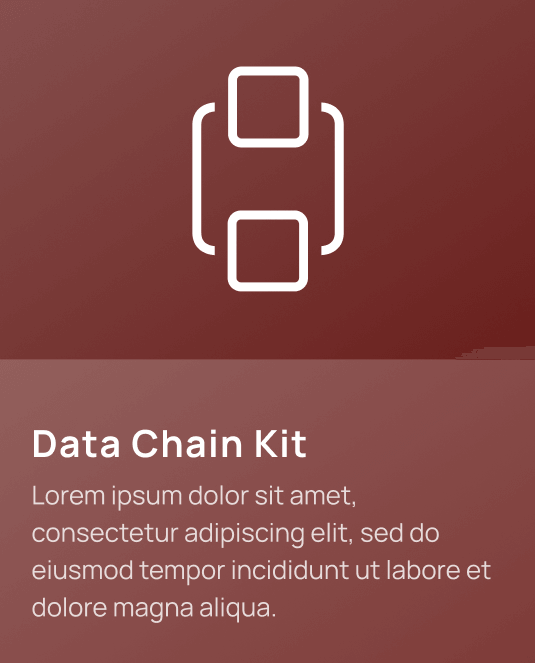 Data Chain Kit
Lorem ipsum dolor sit amet,
consectetur adipiscing elit, sed do
eiusmod tempor incididunt ut labore et
dolore magna aliqua.